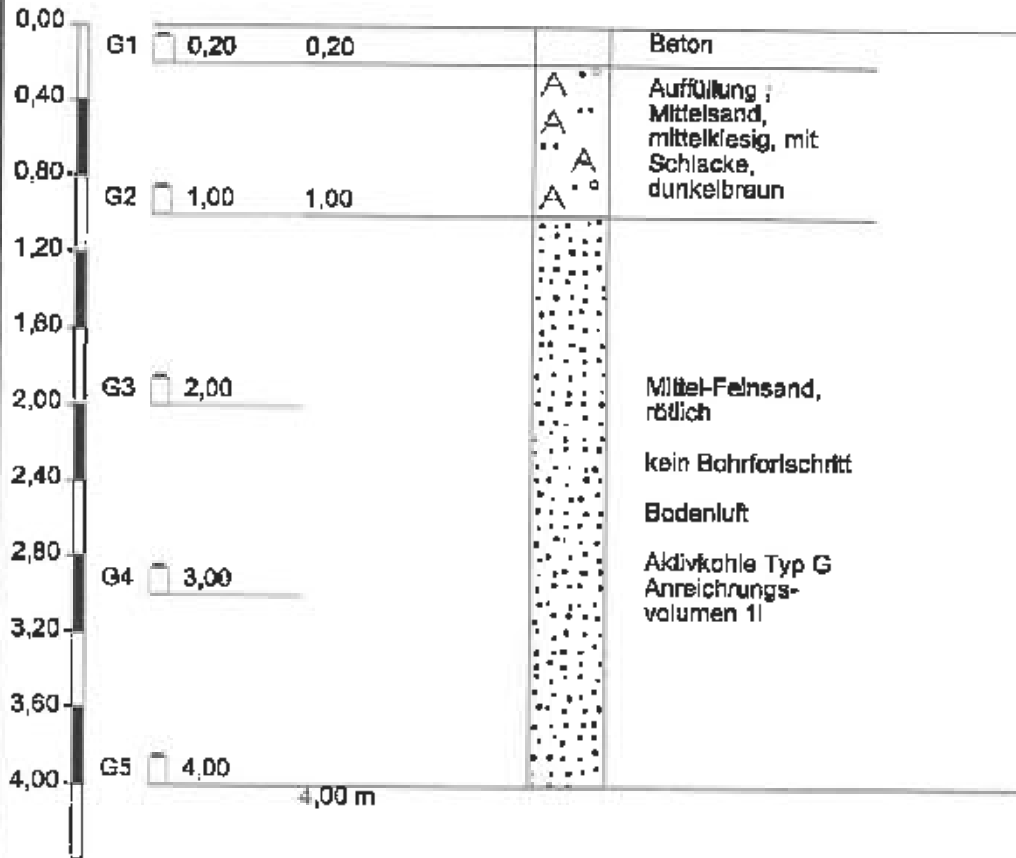 0,00
G1 0,20 0,20 Beton
0,40
Auffüllung ;
Mittelsand,
mittelkiesig, mit
Schlacke,
dunkelbraun
0,80
G2 1,00 1,00
1,20
1,60
G3 2,00
2,00
Mittel-Feinsand,
rötlich
2,40
kein Bohrfortschritt
Bodenluft
2,80
G4 3,00
Aktivkohle Typ G
Anreichrungs-
volumen 1l
3,20
3,60
G5 4,00
4,00
4,00 m
A
A
A
A